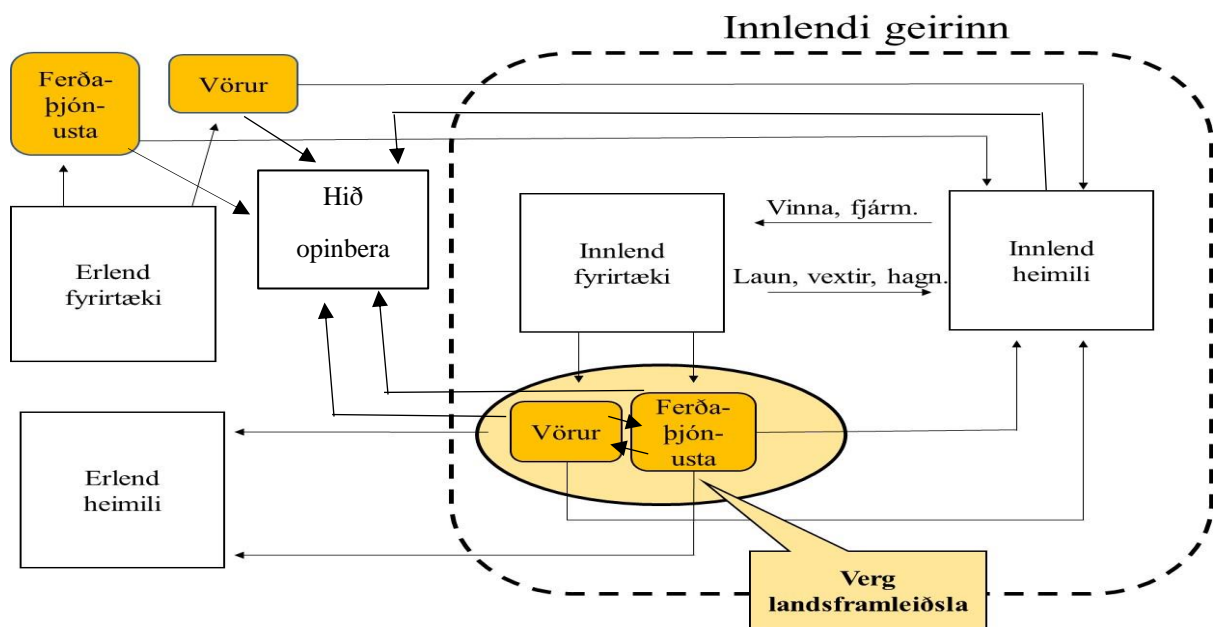 Innlendi geirinn
Ferða-
þjón-
usta
Vörur
Hið
opinbera
Erlend
fyrirtæki
Innlend
fyrirtæki
Vinna, fjárm.
Laun, vextir, hagn.
Innlend
heimili
Erlend
heimili
Vörur
Ferða-
þjón-
usta
Verg
landsframleiðsla